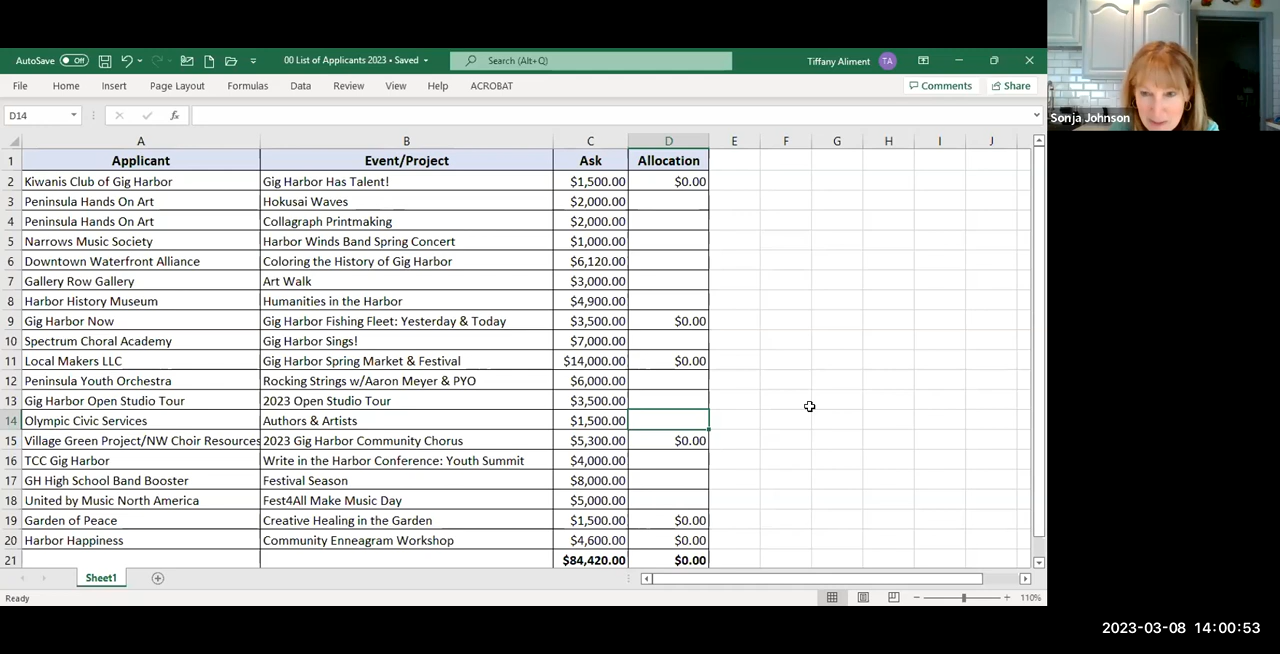 AutoSave Off 00 List of Applicants 2023 • Saved Search (Alt+Q) Tiffany Aliment TA
File Home Insert Page Layout Formulas Data Review View Help ACROBAT Comments Share
Sonja Johnson
D14 fx
A B C D E F G H I J
1 Applicant Event/Project Ask Allocation
2 Kiwanis Club of Gig Harbor Gig Harbor Has Talent! $1,500.00 $0.00
3 Peninsula Hands On Art Hokusai Waves $2,000.00
4 Peninsula Hands On Art Collagraph Printmaking $2,000.00
5 Narrows Music Society Harbor Winds Band Spring Concert $1,000.00
6 Downtown Waterfront Alliance Coloring the History of Gig Harbor $6,120.00
7 Gallery Row Gallery Art Walk $3,000.00
8 Harbor History Museum Humanities in the Harbor $4,900.00
9 Gig Harbor Now Gig Harbor Fishing Fleet: Yesterday & Today $3,500.00 $0.00
10 Spectrum Choral Academy Gig Harbor Sings! $7,000.00
11 Local Makers LLC Gig Harbor Spring Market & Festival $14,000.00 $0.00
12 Peninsula Youth Orchestra Rocking Strings w/Aaron Meyer & PYO $6,000.00
13 Gig Harbor Open Studio Tour 2023 Open Studio Tour $3,500.00
14 Olympic Civic Services Authors & Artists $1,500.00
15 Village Green Project/NW Choir Resources 2023 Gig Harbor Community Chorus $5,300.00 $0.00
16 TCC Gig Harbor Write in the Harbor Conference: Youth Summit $4,000.00
17 GH High School Band Booster Festival Season $8,000.00
18 United by Music North America Fest4All Make Music Day $5,000.00
19 Garden of Peace Creative Healing in the Garden $1,500.00 $0.00
20 Harbor Happiness Community Enneagram Workshop $4,600.00 $0.00
21 $84,420.00 $0.00
Sheet1
Ready 110%
2023-03-08 14:00:53